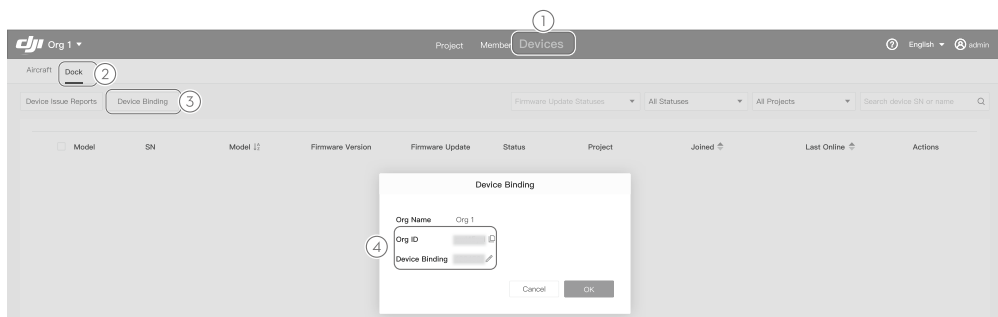 1
dji Org 1 Project Member Devices English admin
Aircraft Dock 2
Device Issue Reports Device Binding 3 Firmware Update Statuses All Statuses All Projects Search device SN or name
Model SN Model Firmware Version Firmware Update Status Project Joined Last Online Actions
Device Binding
Org Name Org 1
4 Org ID
Device Binding
Cancel OK